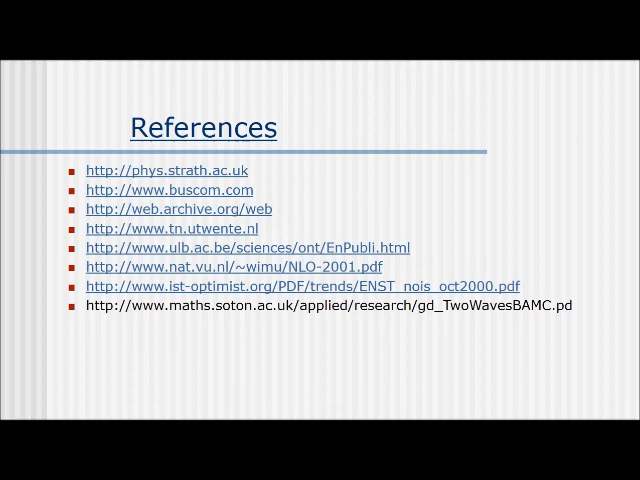 References
http://phys.strath.ac.uk
http://www.buscom.com
http://web.archive.org/web
http://www.tn.utwente.nl
http://www.ulb.ac.be/sciences/ont/EnPubli.html
http://www.nat.vu.nl/~wimu/NLO-2001.pdf
http://www.ist-optimist.org/PDF/trends/ENST_nois_oct2000.pdf
http://www.maths.soton.ac.uk/applied/research/gd_TwoWavesBAMC.pd